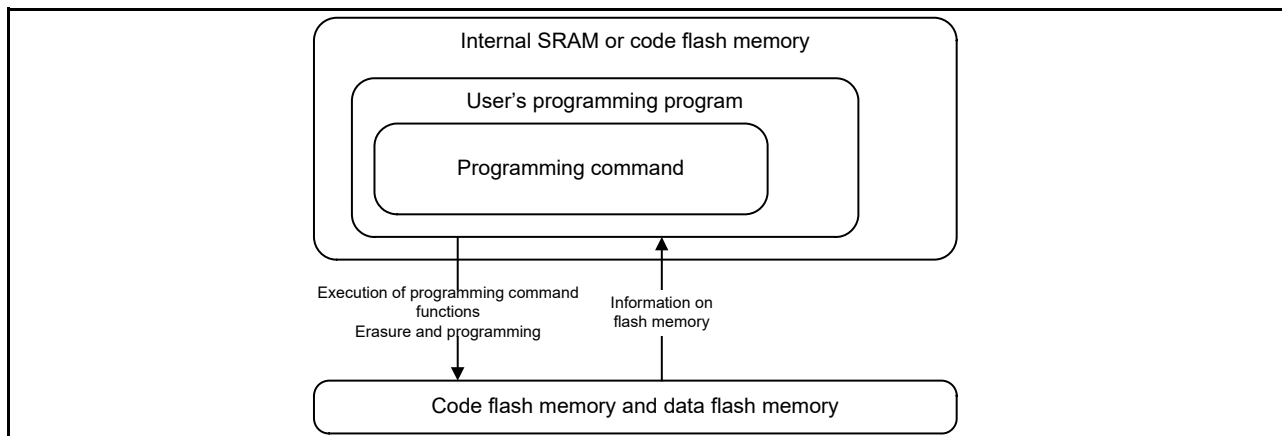 Internal SRAM or code flash memory
User’s programming program
Programming command
Execution of programming command
functions
Erasure and programming
Information on
flash memory
Code flash memory and data flash memory